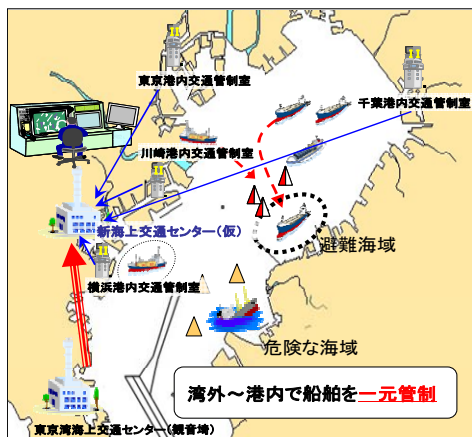 東京港内交通管制室
千葉港内交通管制室
川崎港内交通管制室
新海上交通センター(仮)
避難海域
横浜港内交通管制室
危険な海域
湾外～港内で船舶を一元管制
東京湾海上交通センター(観音埼)